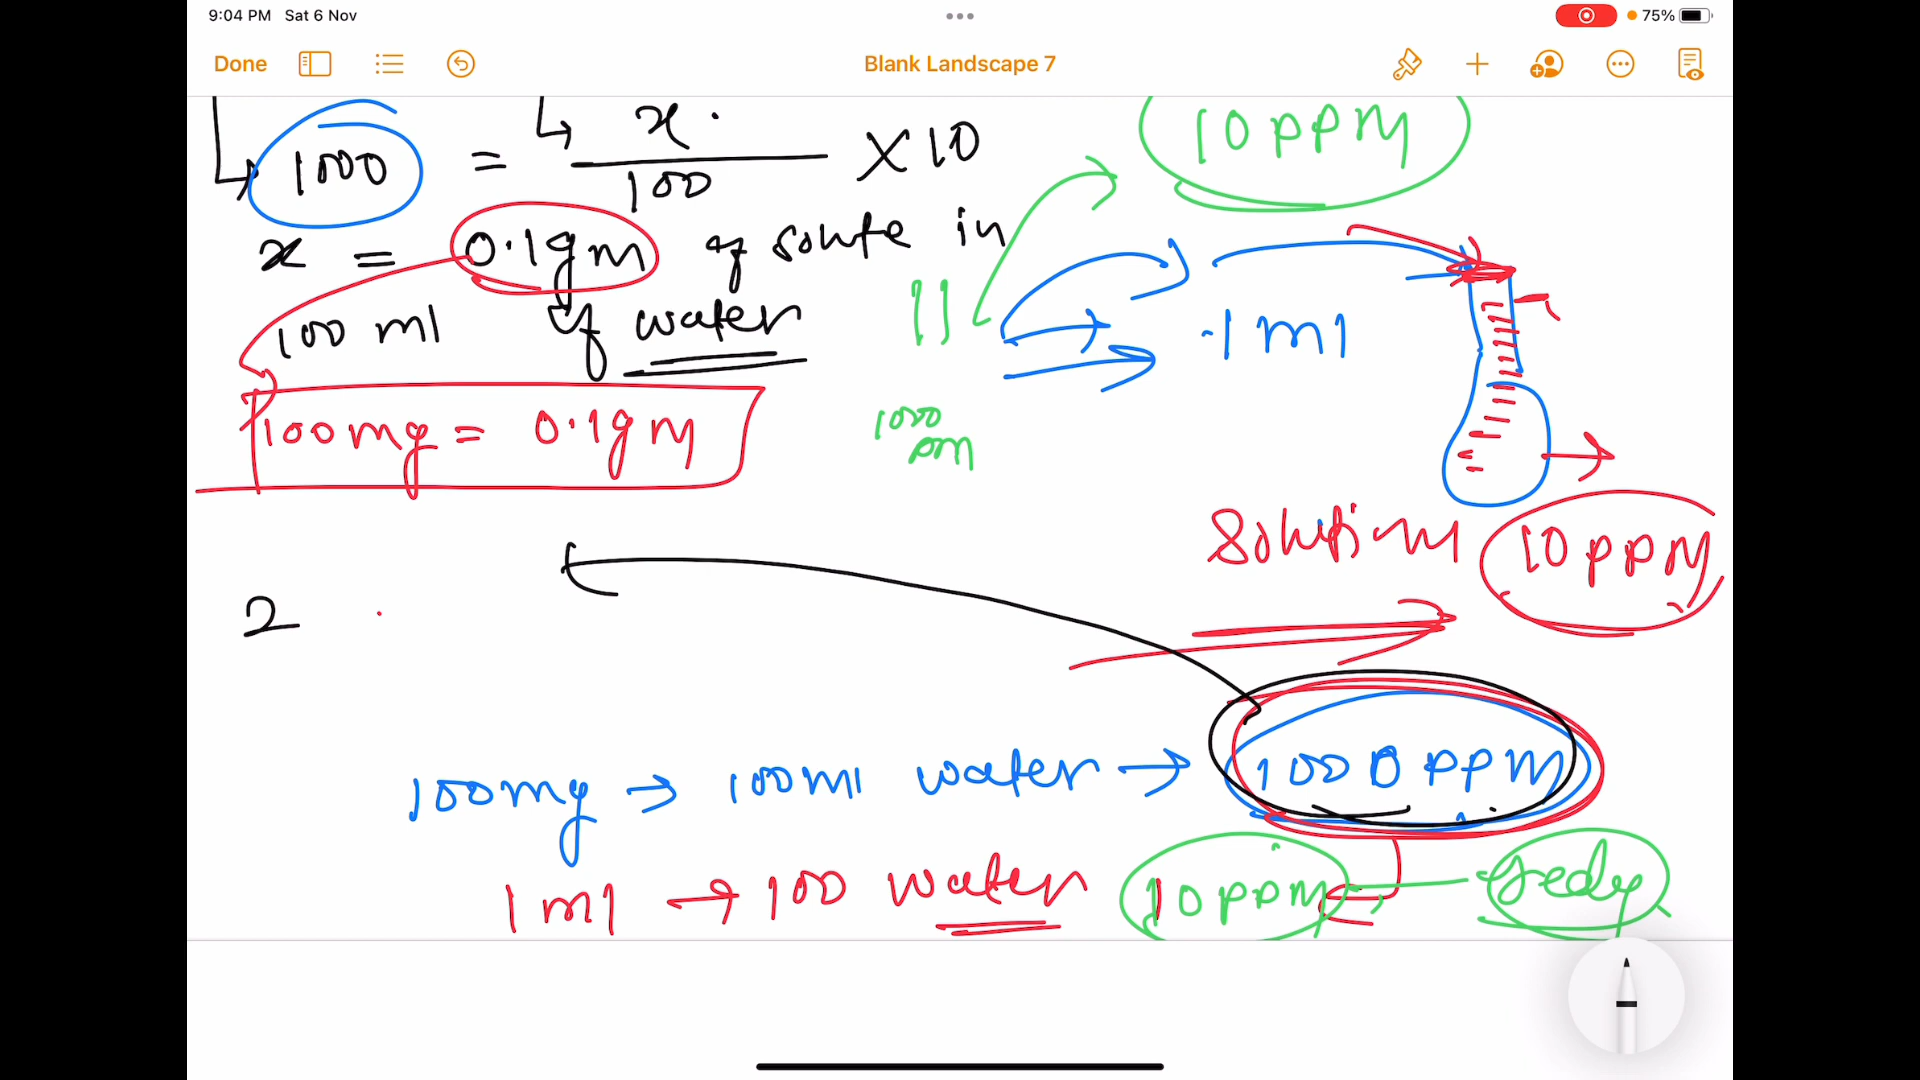 9:04 PM Sat 6 Nov
75%
Done
Blank Landscape 7
1000 = x / 100 X 10
10 ppm
x = 0.1gm of solute in
100 ml of water
1 ml
100mg = 0.1gm
1000
Solution 10 ppm
2
100mg → 100ml water → 1000 ppm
1 ml → 100 water 10 ppm